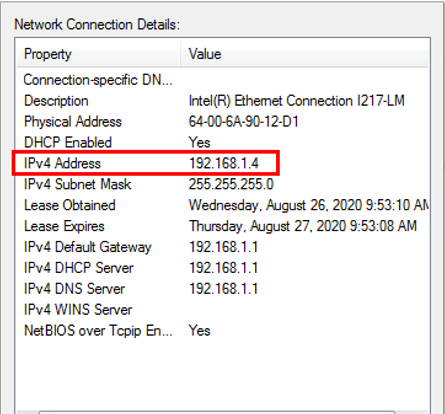 Network Connection Details:
Property Value
Connection-specific DN...
Description Intel(R) Ethernet Connection I217-LM
Physical Address 64-00-6A-90-12-D1
DHCP Enabled Yes
IPv4 Address 192.168.1.4
IPv4 Subnet Mask 255.255.255.0
Lease Obtained Wednesday, August 26, 2020 9:53:10 AM
Lease Expires Thursday, August 27, 2020 9:53:08 AM
IPv4 Default Gateway 192.168.1.1
IPv4 DHCP Server 192.168.1.1
IPv4 DNS Server 192.168.1.1
IPv4 WINS Server
NetBIOS over Tcpip En... Yes